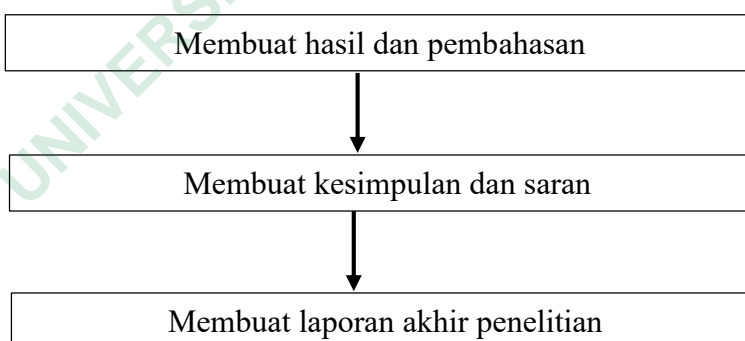 Membuat hasil dan pembahasan
Membuat kesimpulan dan saran
Membuat laporan akhir penelitian